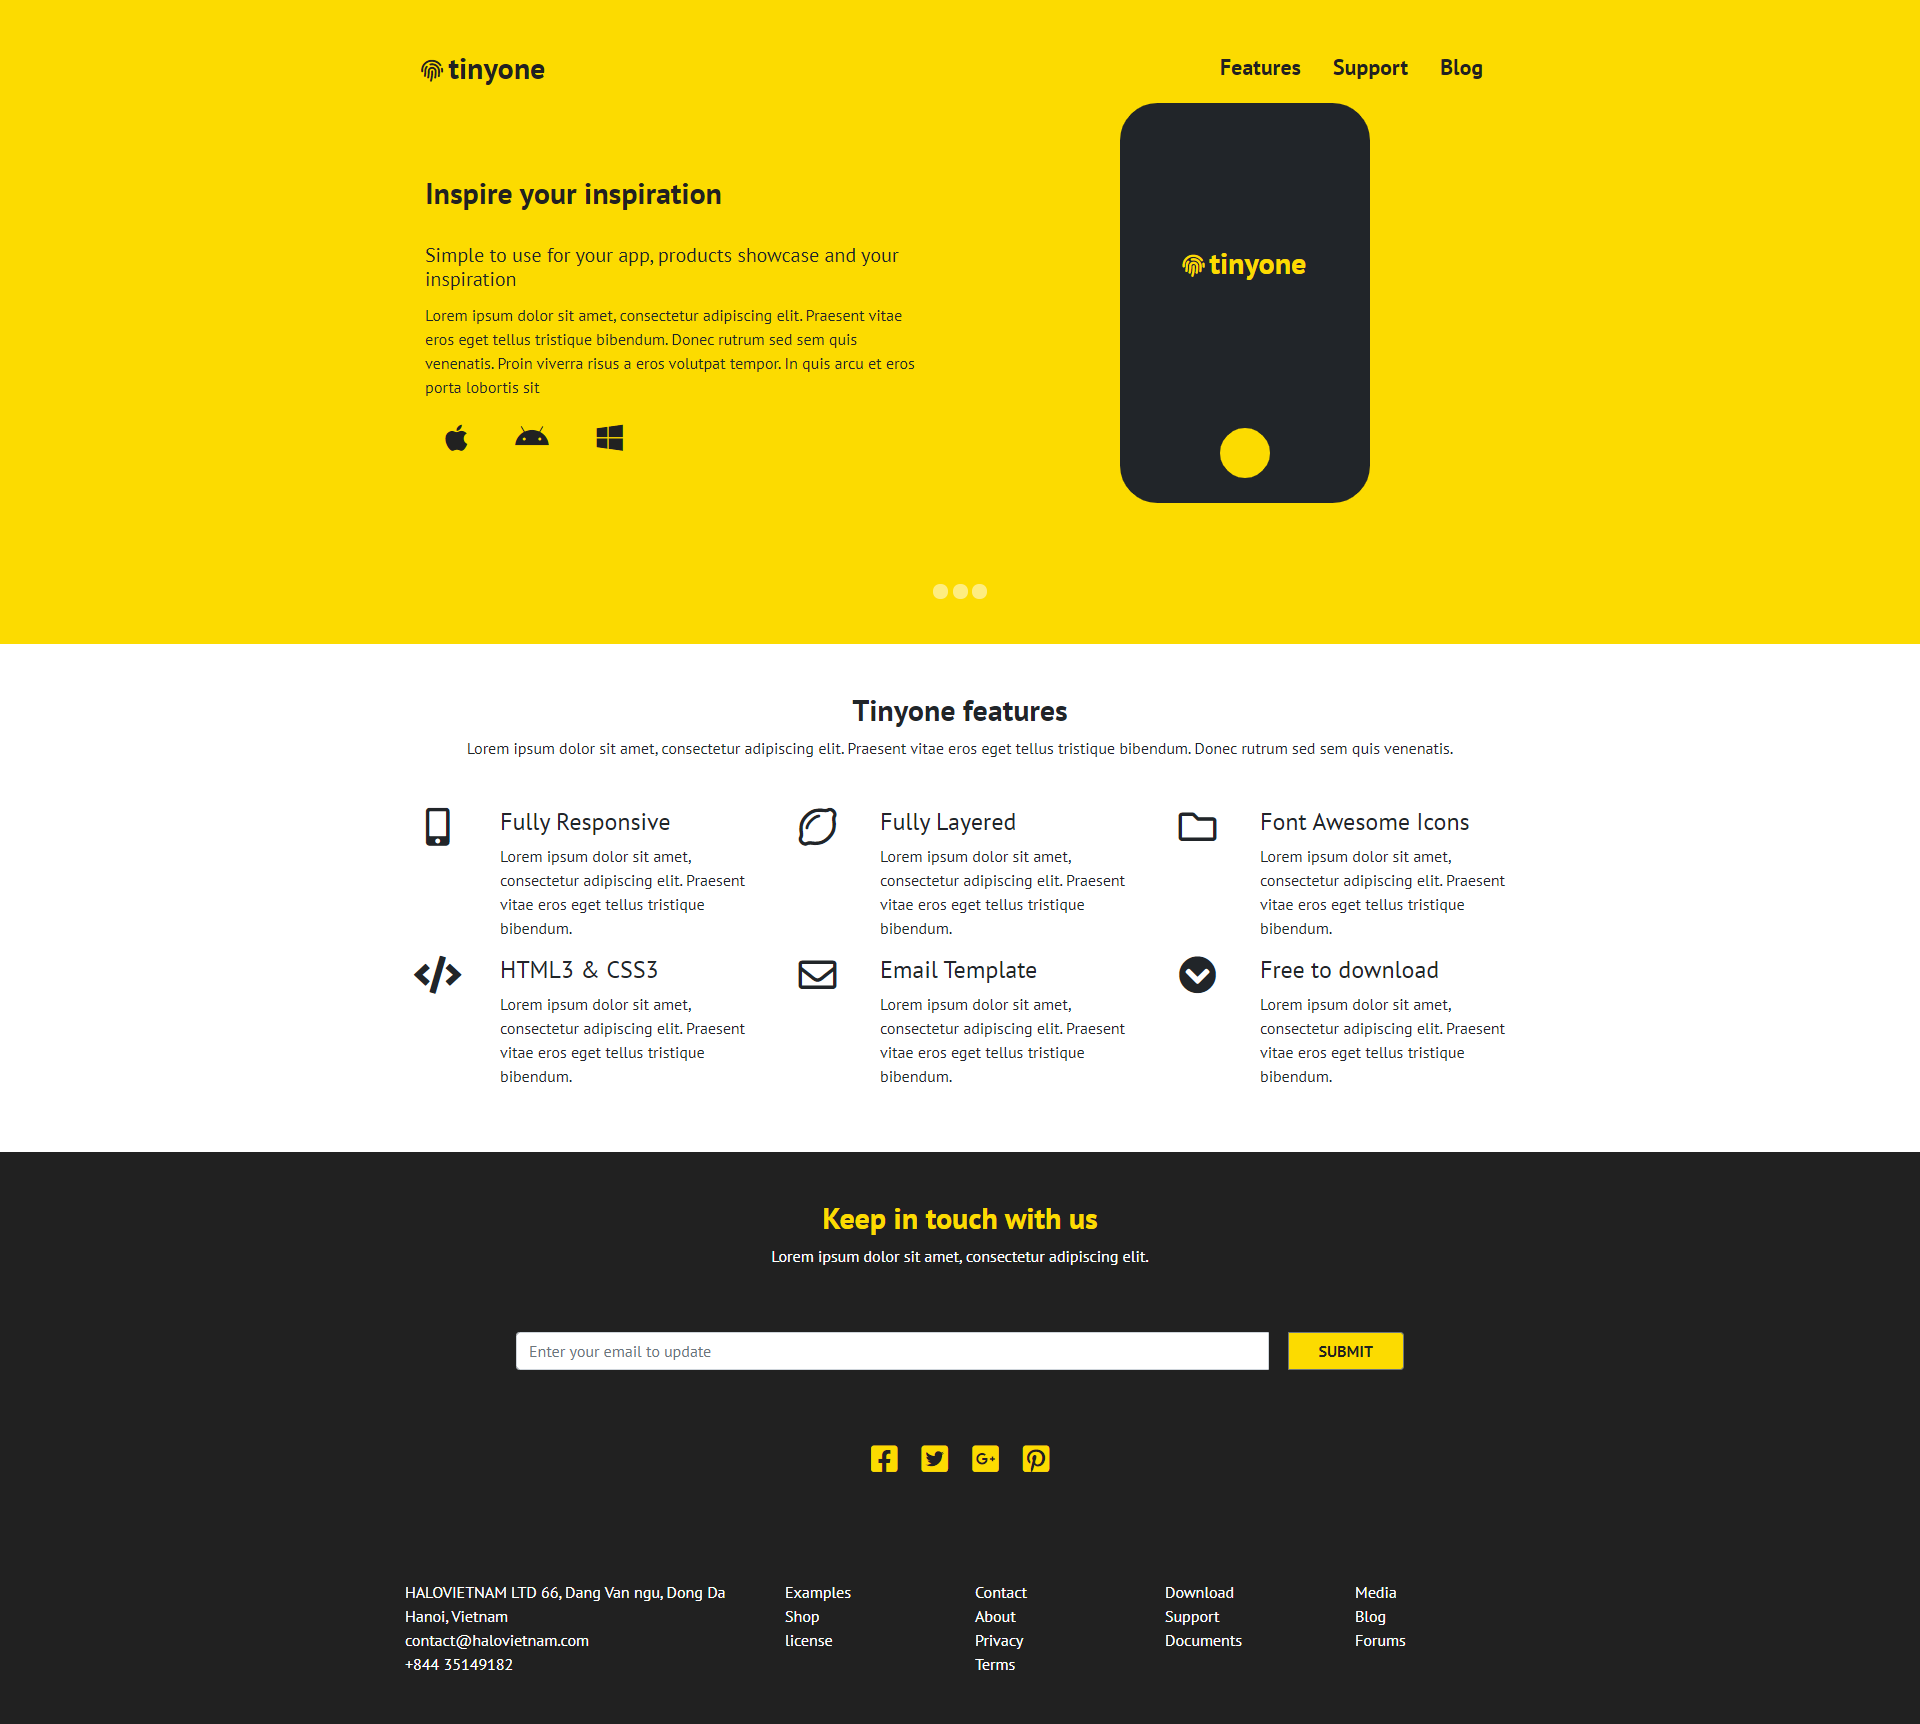 tinyone
Features Support Blog
Inspire your inspiration
Simple to use for your app, products showcase and your
inspiration
Lorem ipsum dolor sit amet, consectetur adipiscing elit. Praesent vitae
eros eget tellus tristique bibendum. Donec rutrum sed sem quis
venenatis. Proin viverra risus a eros volutpat tempor. In quis arcu et eros
porta lobortis sit
tinyone
Tinyone features
Lorem ipsum dolor sit amet, consectetur adipiscing elit. Praesent vitae eros eget tellus tristique bibendum. Donec rutrum sed sem quis venenatis.
Fully Responsive
Lorem ipsum dolor sit amet,
consectetur adipiscing elit. Praesent
vitae eros eget tellus tristique
bibendum.
Fully Layered
Lorem ipsum dolor sit amet,
consectetur adipiscing elit. Praesent
vitae eros eget tellus tristique
bibendum.
Font Awesome Icons
Lorem ipsum dolor sit amet,
consectetur adipiscing elit. Praesent
vitae eros eget tellus tristique
bibendum.
HTML3 & CSS3
Lorem ipsum dolor sit amet,
consectetur adipiscing elit. Praesent
vitae eros eget tellus tristique
bibendum.
Email Template
Lorem ipsum dolor sit amet,
consectetur adipiscing elit. Praesent
vitae eros eget tellus tristique
bibendum.
Free to download
Lorem ipsum dolor sit amet,
consectetur adipiscing elit. Praesent
vitae eros eget tellus tristique
bibendum.
Keep in touch with us
Lorem ipsum dolor sit amet, consectetur adipiscing elit.
Enter your email to update
SUBMIT
HALOVIETNAM LTD 66, Dang Van ngu, Dong Da
Hanoi, Vietnam
contact@halovietnam.com
+844 35149182
Examples
Shop
license
Contact
About
Privacy
Terms
Download
Support
Documents
Media
Blog
Forums